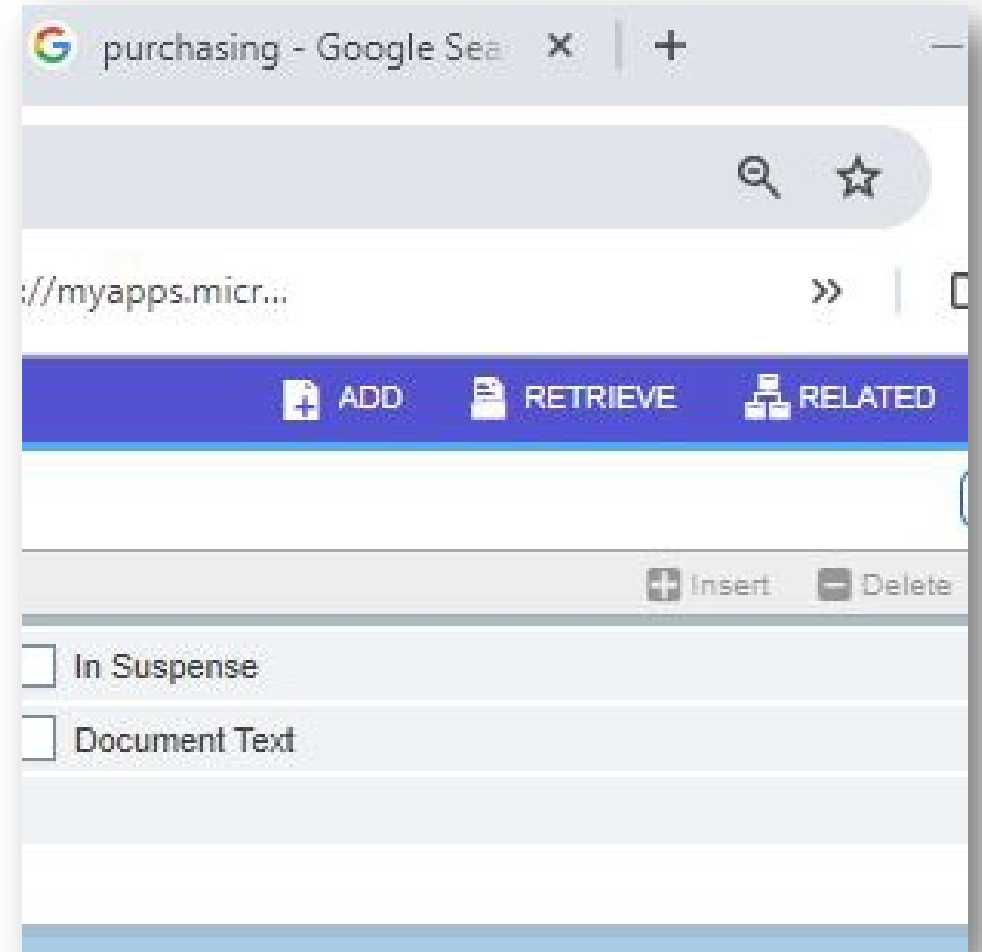 purchasing - Google Sea
://myapps.micr...
ADD RETRIEVE RELATED
Insert Delete
In Suspense
Document Text